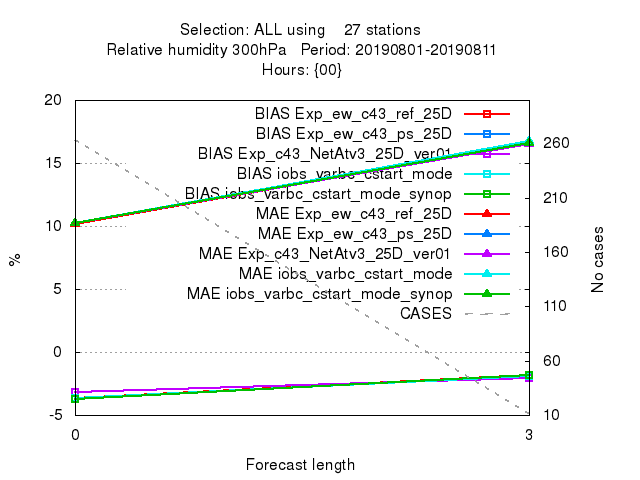 Selection: ALL using 27 stations
Relative humidity 300hPa Period: 20190801-20190811
Hours: {00}
20
15
10
5
0
-5
%
BIAS Exp_ew_c43_ref_25D
BIAS Exp_ew_c43_ps_25D
BIAS Exp_c43_NetAtv3_25D_ver01
BIAS iobs_varbc_cstart_mode
BIAS iobs_varbc_cstart_mode_synop
MAE Exp_ew_c43_ref_25D
MAE Exp_ew_c43_ps_25D
MAE Exp_c43_NetAtv3_25D_ver01
MAE iobs_varbc_cstart_mode
MAE iobs_varbc_cstart_mode_synop
CASES
260
210
160
110
60
10
No cases
0 3
Forecast length